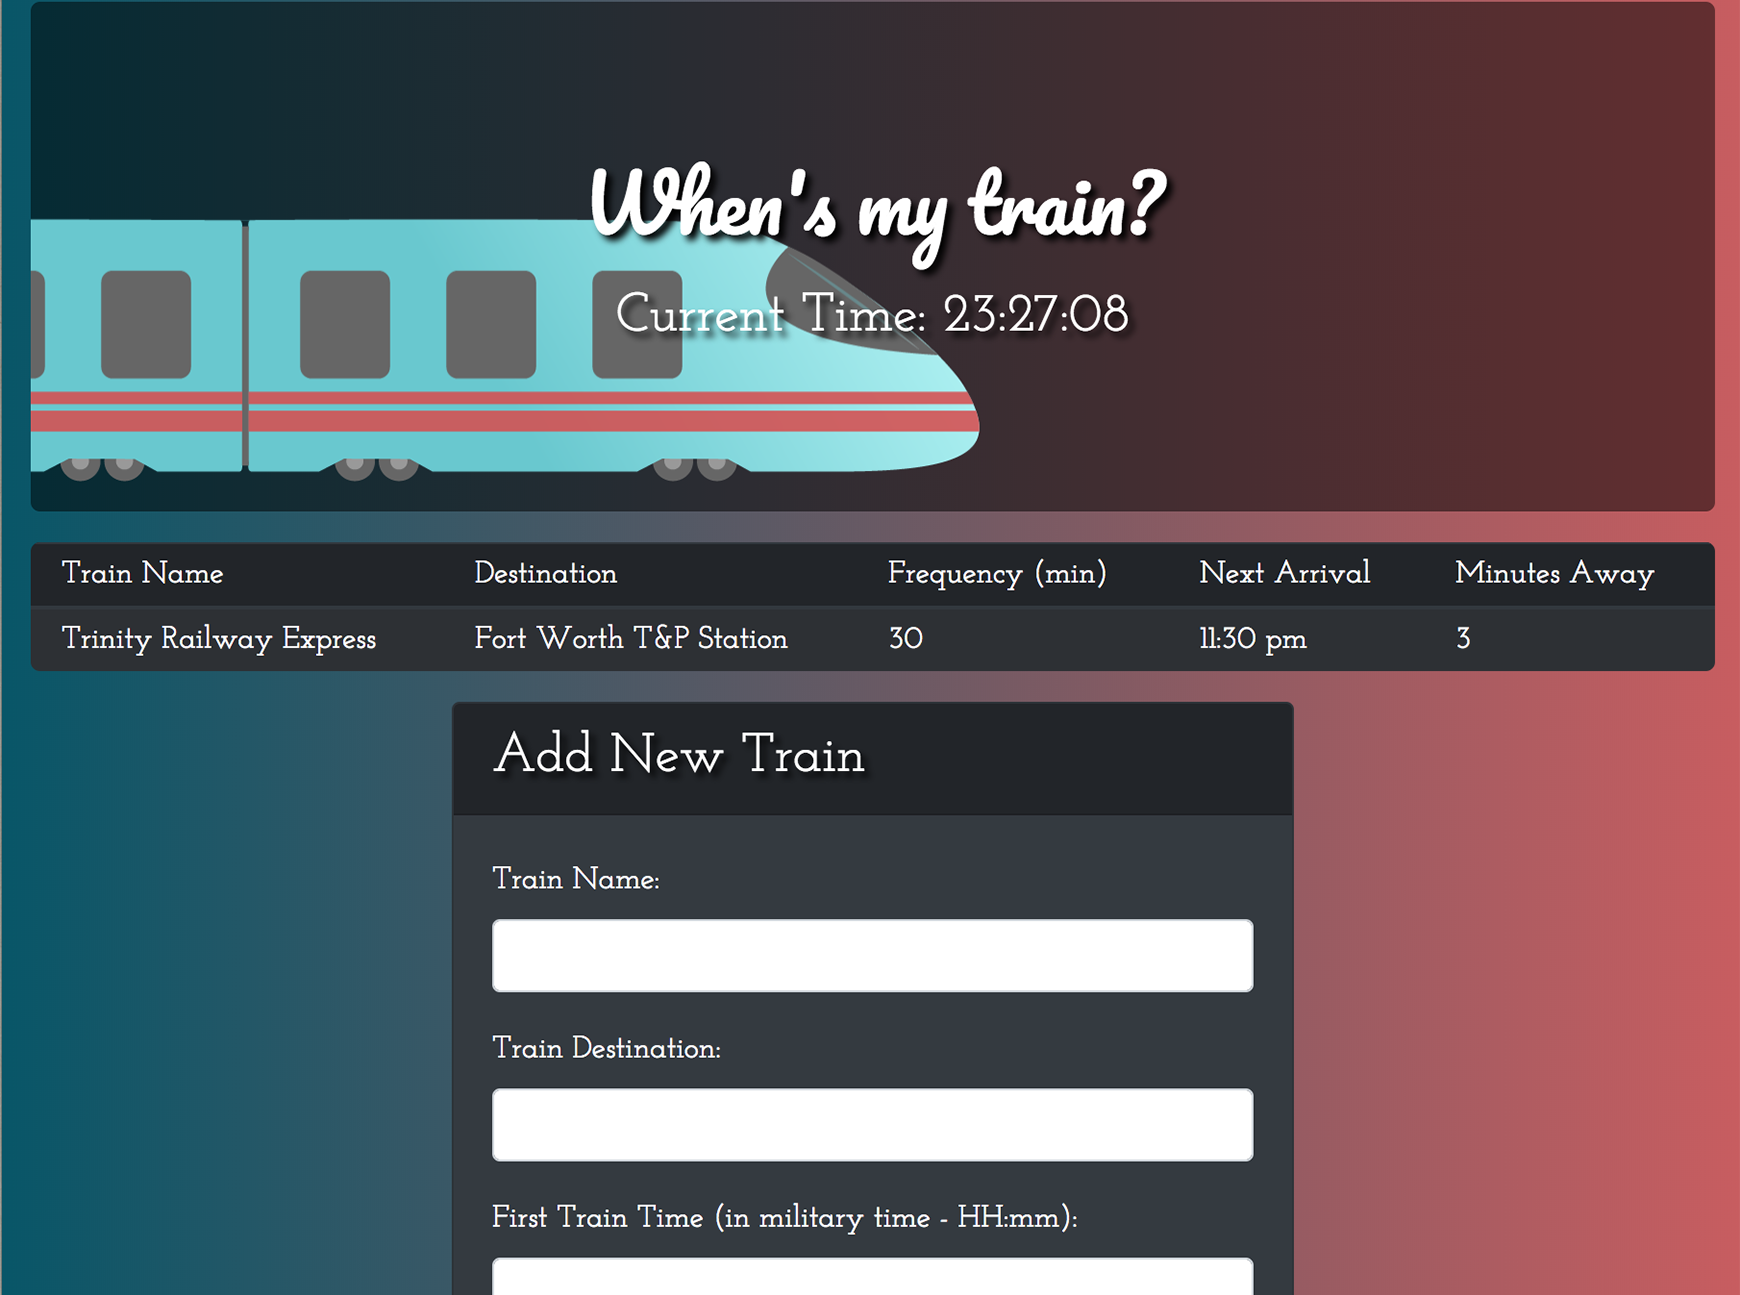 When's my train?
Current Time: 23:27:08
Train Name Destination Frequency (min) Next Arrival Minutes Away
Trinity Railway Express Fort Worth T&P Station 30 11:30 pm 3
Add New Train
Train Name:
Train Destination:
First Train Time (in military time - HH:mm):